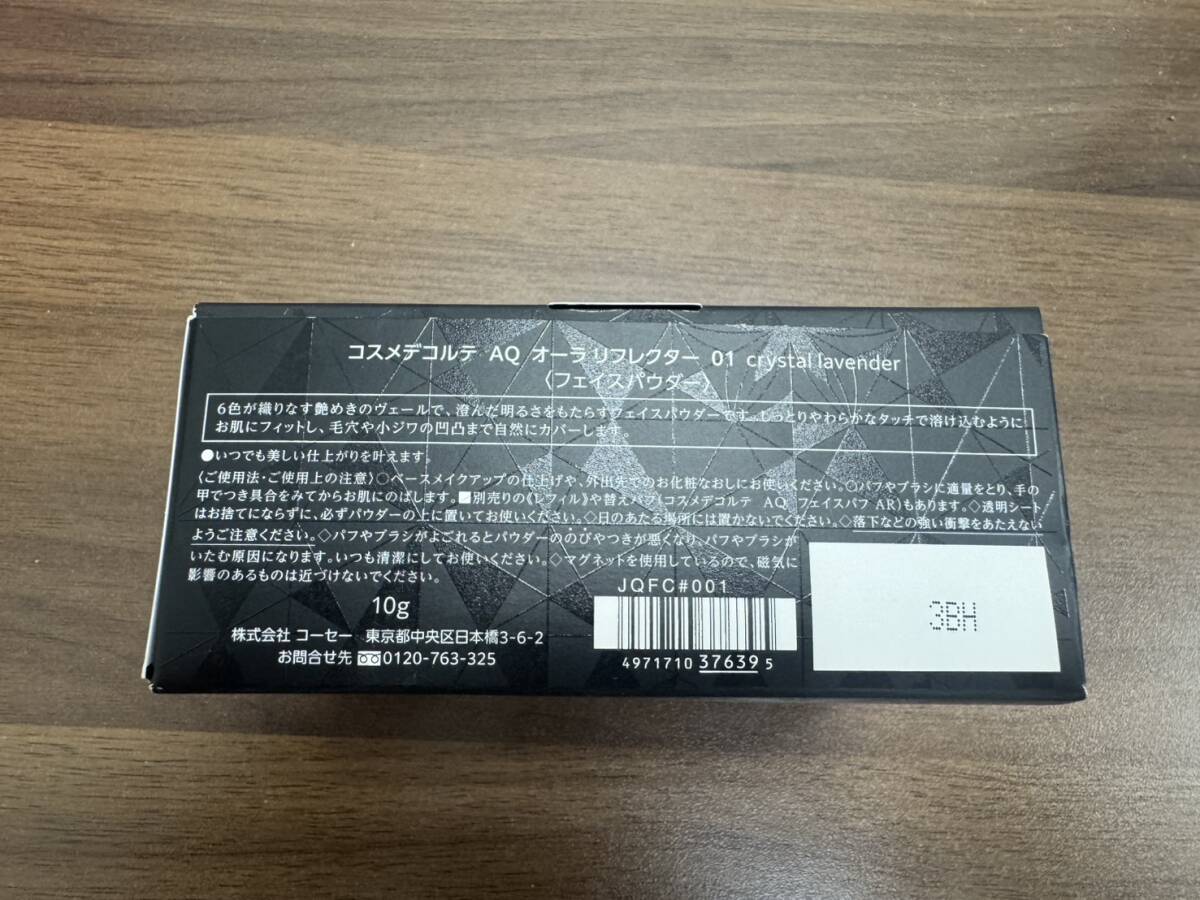 コスメデコルテ AQ オーラ リフレクター 01 crystal lavender
〈フェイスパウダー〉
6色が織りなす艶めきのヴェールで、澄んだ明るさをもたらすフェイスパウダーです。しっとりやわらかなタッチで溶け込むように
お肌にフィットし、毛穴や小ジワの凹凸まで自然にカバーします。
●いつでも美しい仕上がりを叶えます。
〈ご使用法・ご使用上の注意〉○ベースメイクアップの仕上げや、外出先でのお化粧なおしにお使いください。○パフやブラシに適量をとり、手の
甲でつき具合をみてからお肌にのばします。■別売りの《レフィル》や替えパフ(コスメデコルテ AQ フェイスパフ AR)もあります。◇透明シート
はお捨てにならずに、必ずパウダーの上に置いてお使いください。◇日のあたる場所には置かないでください。◇落下などの強い衝撃をあたえない
ようご注意ください。◇パフやブラシがよごれるとパウダーののびやつきが悪くなり、パフやブラシが
いたむ原因になります。いつも清潔にしてお使いください。◇マグネットを使用しているので、磁気に
影響のあるものは近づけないでください。
JQFC#001
10g
3BH
株式会社 コーセー 東京都中央区日本橋3-6-2
お問合せ先 0120-763-325
4971710 37639 5